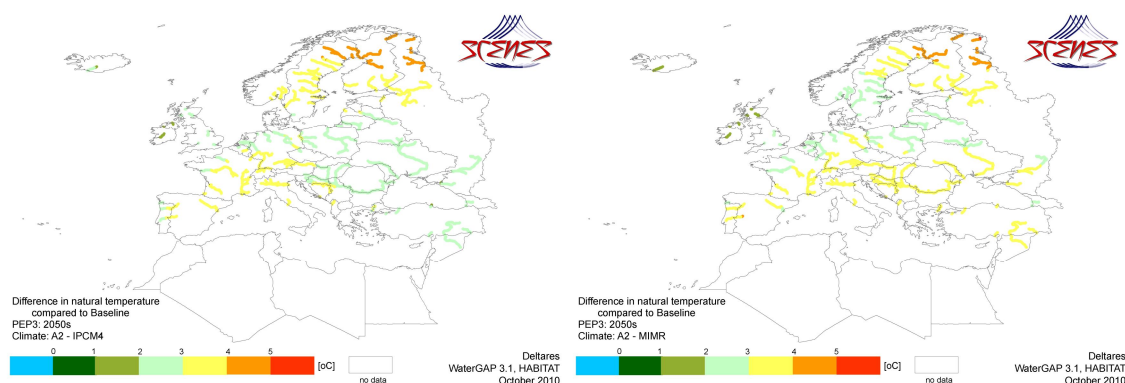 SCENES
Difference in natural temperature
compared to Baseline
PEP3: 2050s
Climate: A2 - IPCM4
0 1 2 3 4 5
[oC]
no data
Deltares
WaterGAP 3.1, HABITAT
October 2010
SCENES
Difference in natural temperature
compared to Baseline
PEP3: 2050s
Climate: A2 - MIMR
0 1 2 3 4 5
[oC]
no data
Deltares
WaterGAP 3.1, HABITAT
October 2010